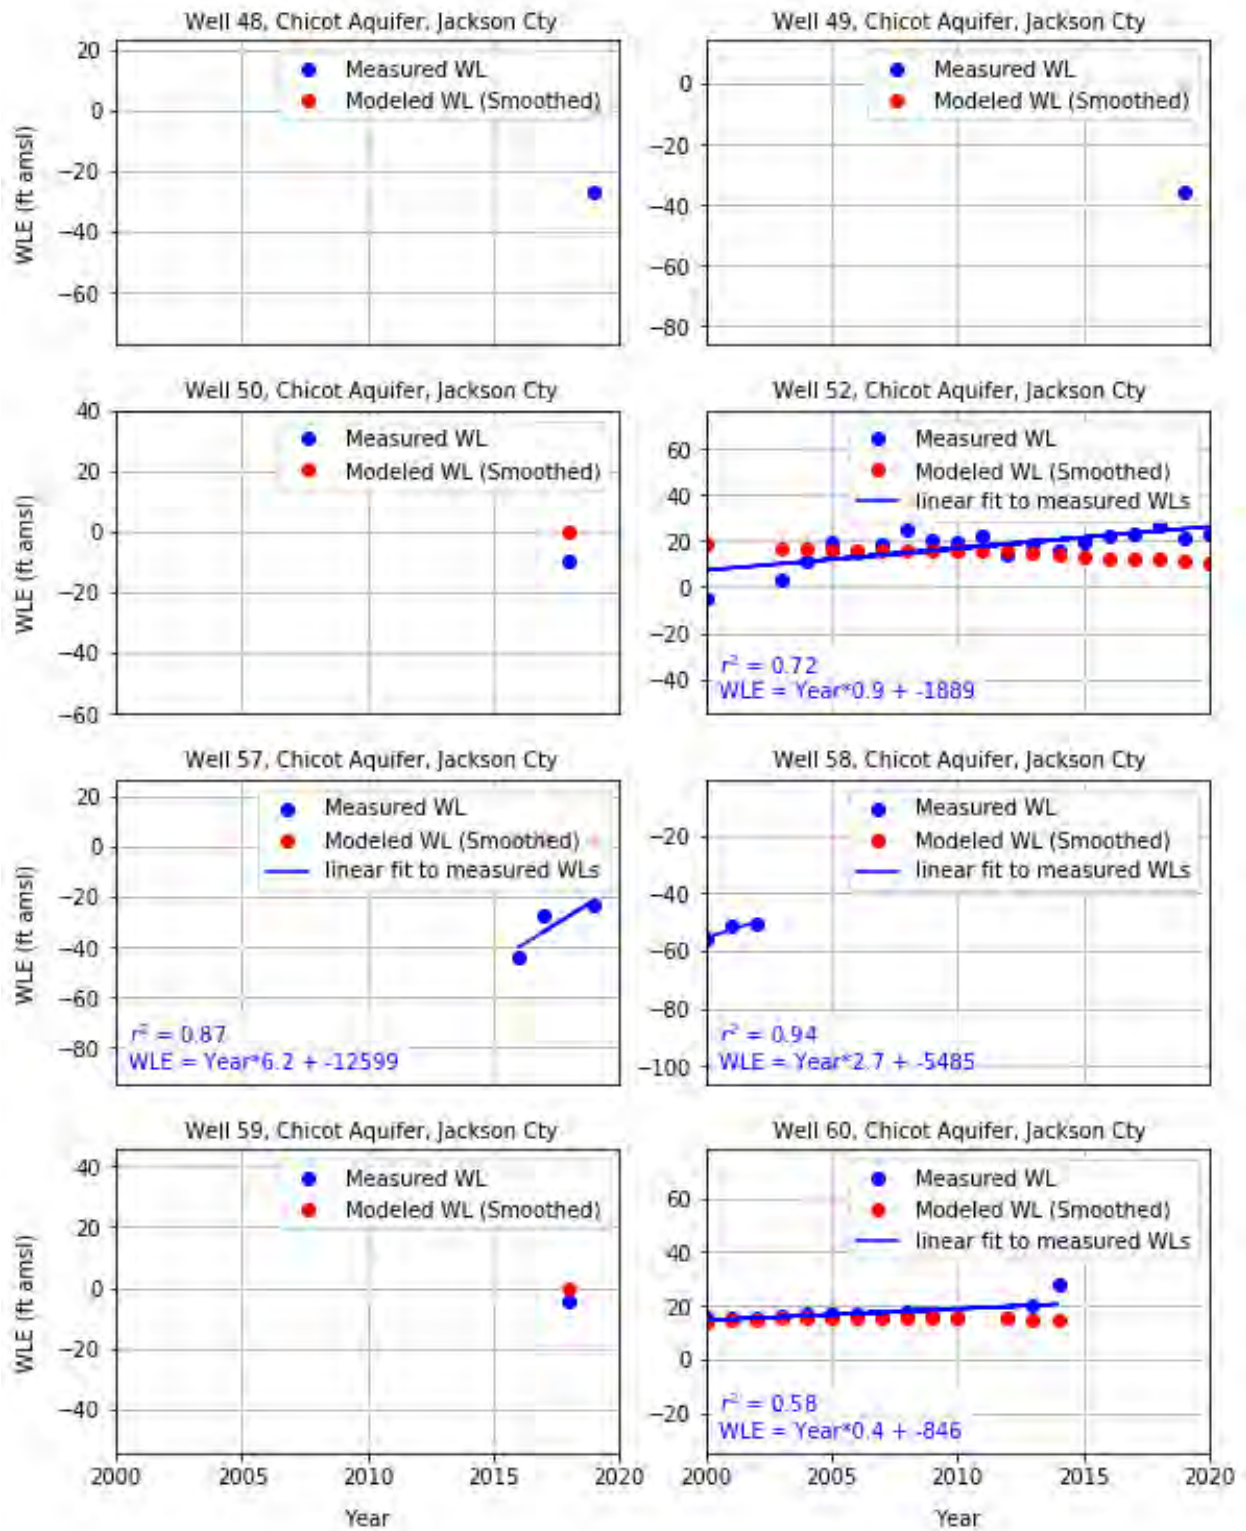 Well 48, Chicot Aquifer, Jackson Cty
20
0
−20
−40
−60
WLE (ft amsl)
Measured WL
Modeled WL (Smoothed)
Well 49, Chicot Aquifer, Jackson Cty
0
−20
−40
−60
−80
Measured WL
Modeled WL (Smoothed)
Well 50, Chicot Aquifer, Jackson Cty
40
20
0
−20
−40
−60
WLE (ft amsl)
Measured WL
Modeled WL (Smoothed)
Well 52, Chicot Aquifer, Jackson Cty
60
40
20
0
−20
−40
Measured WL
Modeled WL (Smoothed)
linear fit to measured WLs
r² = 0.72
WLE = Year*0.9 + -1889
Well 57, Chicot Aquifer, Jackson Cty
20
0
−20
−40
−60
−80
WLE (ft amsl)
Measured WL
Modeled WL (Smoothed)
linear fit to measured WLs
r² = 0.87
WLE = Year*6.2 + -12599
Well 58, Chicot Aquifer, Jackson Cty
−20
−40
−60
−80
−100
Measured WL
Modeled WL (Smoothed)
linear fit to measured WLs
r² = 0.94
WLE = Year*2.7 + -5485
Well 59, Chicot Aquifer, Jackson Cty
40
20
0
−20
−40
WLE (ft amsl)
Measured WL
Modeled WL (Smoothed)
2000 2005 2010 2015 2020
Year
Well 60, Chicot Aquifer, Jackson Cty
60
40
20
0
−20
Measured WL
Modeled WL (Smoothed)
linear fit to measured WLs
r² = 0.58
WLE = Year*0.4 + -846
2000 2005 2010 2015 2020
Year